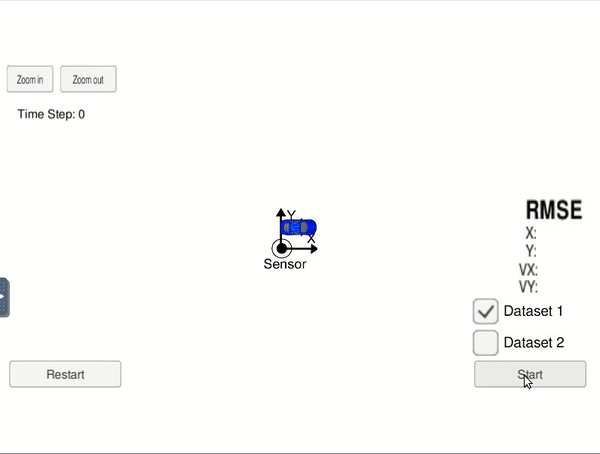 Zoom in Zoom out
Time Step: 0
Y
X
Sensor
RMSE
X:
Y:
VX:
VY:
Dataset 1
Dataset 2
Restart
Start